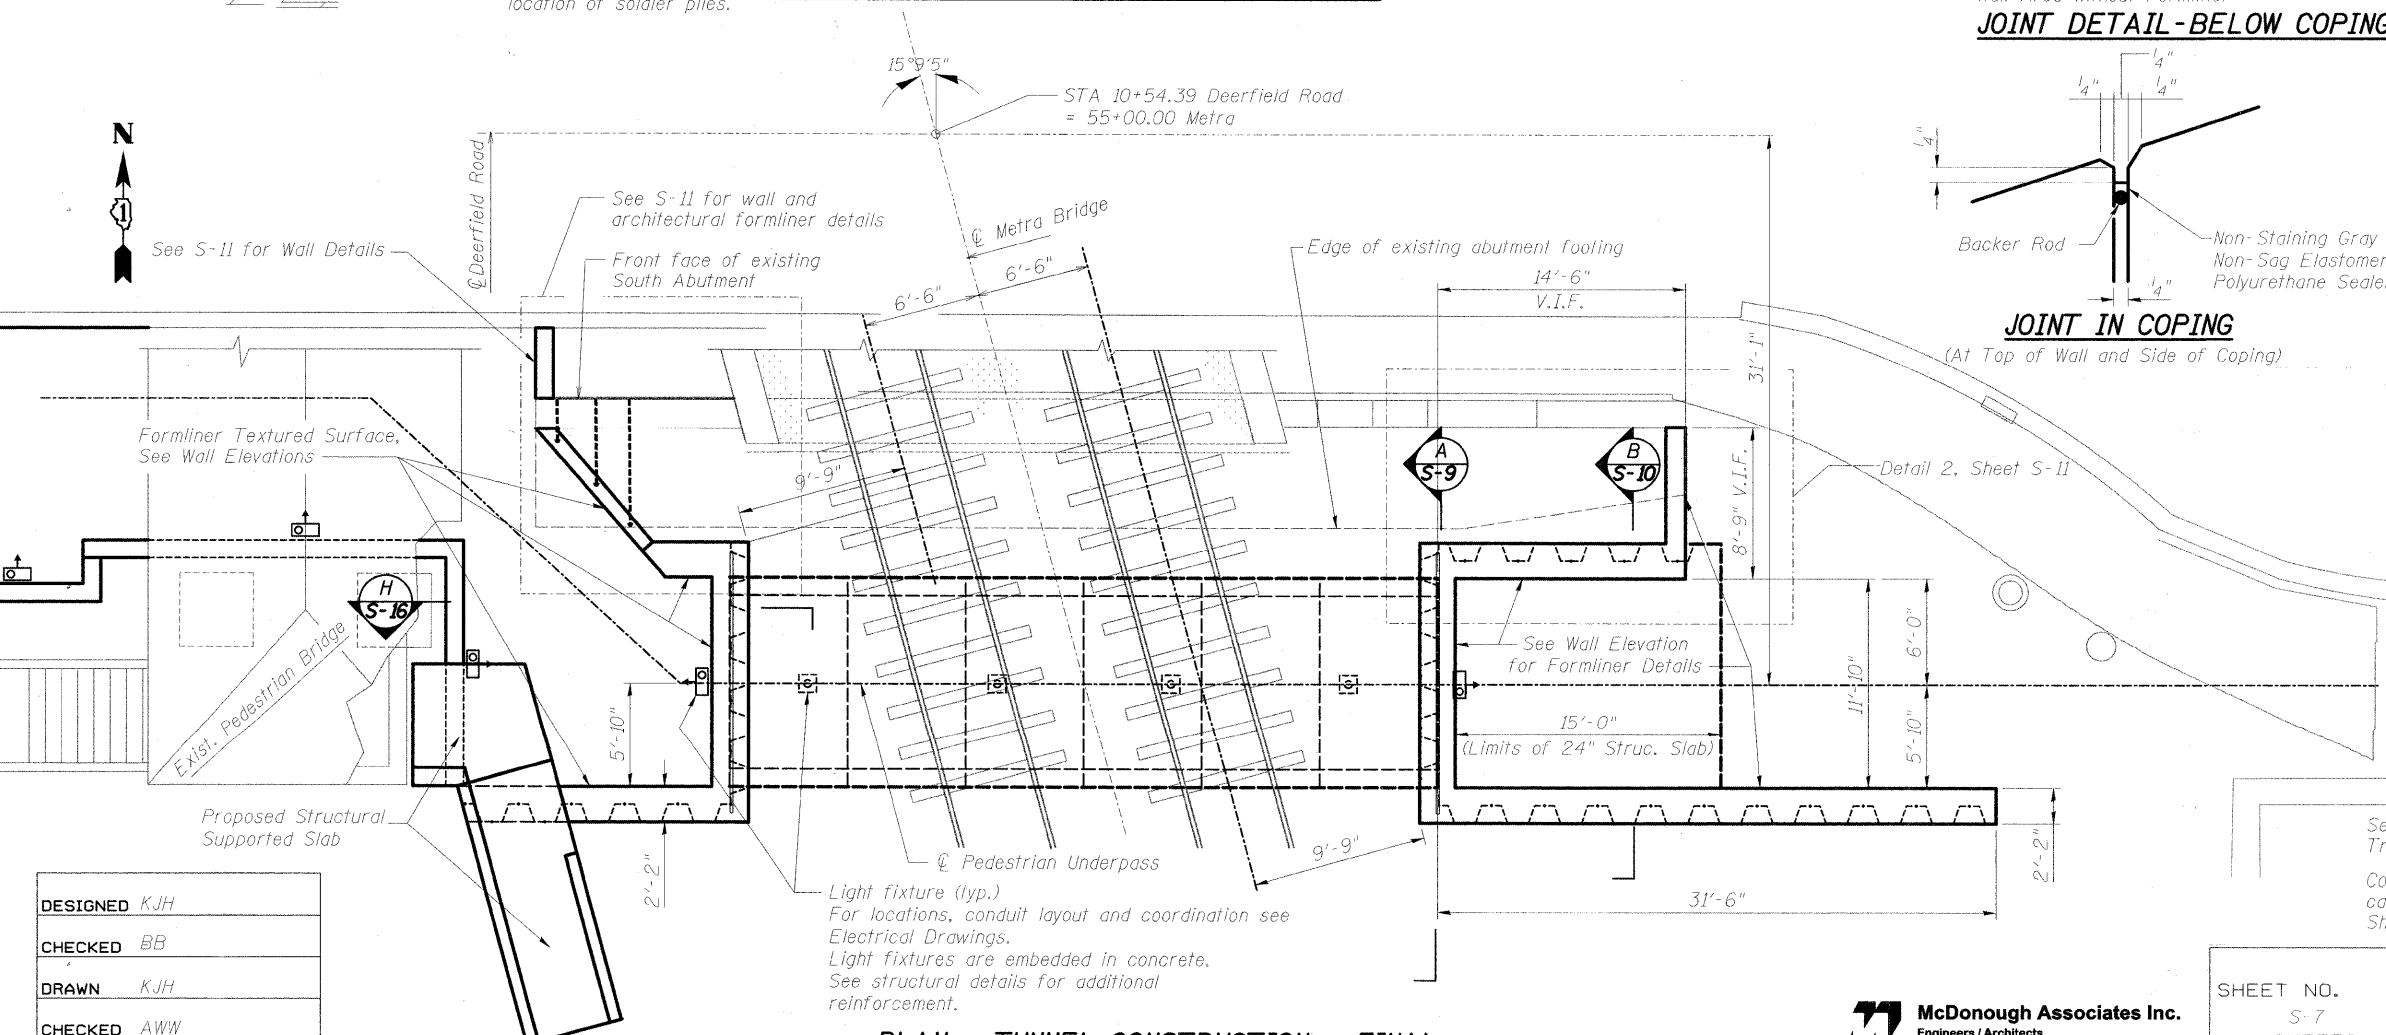 location of soldier piles.
JOINT DETAIL-BELOW COPING
15°9'5"
STA 10+54.39 Deerfield Road
= 55+00.00 Metra
1/4"
1/4"
1/4"
1/4"
N
1
℄ Deerfield Road
See S-11 for wall and
architectural formliner details
See S-11 for Wall Details
Front face of existing
South Abutment
℄ Metra Bridge
6'-6"
6'-6"
Edge of existing abutment footing
14'-6"
V.I.F.
Backer Rod
Non-Staining Gray
Non-Sag Elastomer
Polyurethane Seale
1/4"
JOINT IN COPING
(At Top of Wall and Side of Coping)
31'-1"
Formliner Textured Surface,
See Wall Elevations
9'-9"
A
S-9
B
S-10
8'-9" V.I.F.
Detail 2, Sheet S-11
H
S-16
Exist. Pedestrian Bridge
5'-10"
See Wall Elevation
for Formliner Details
15'-0"
(Limits of 24" Struc. Slab)
11'-10"
6'-0"
5'-10"
Proposed Structural
Supported Slab
2'-2"
℄ Pedestrian Underpass
9'-9"
31'-6"
2'-2"
Light fixture (typ.)
For locations, conduit layout and coordination see
Electrical Drawings.
Light fixtures are embedded in concrete.
See structural details for additional
reinforcement.
DESIGNED KJH
CHECKED BB
DRAWN KJH
CHECKED AWW
Se
Tr
Co
ca
Sh
McDonough Associates Inc.
Engineers / Architects
SHEET NO.
S-7